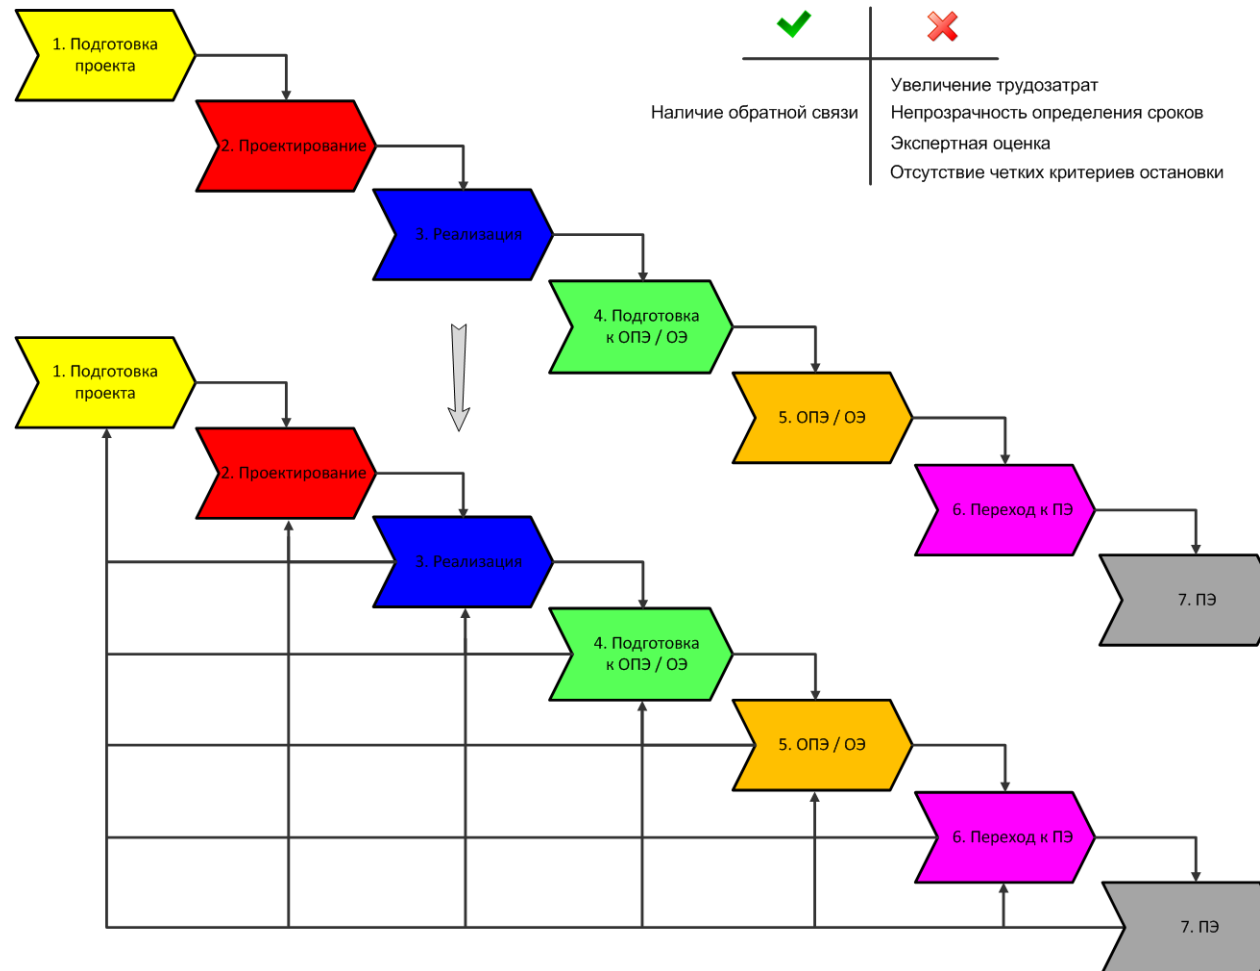 1. Подготовка
проекта
2. Проектирование
3. Реализация
4. Подготовка
к ОПЭ / ОЭ
5. ОПЭ / ОЭ
6. Переход к ПЭ
7. ПЭ
Наличие обратной связи
Увеличение трудозатрат
Непрозрачность определения сроков
Экспертная оценка
Отсутствие четких критериев остановки
1. Подготовка
проекта
2. Проектирование
3. Реализация
4. Подготовка
к ОПЭ / ОЭ
5. ОПЭ / ОЭ
6. Переход к ПЭ
7. ПЭ